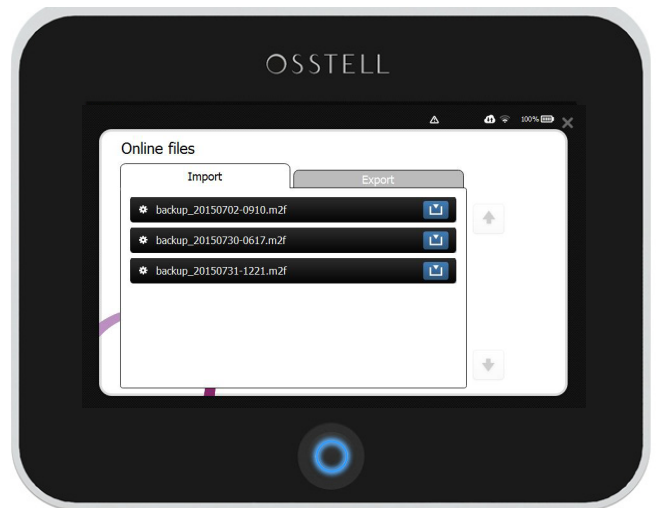 OSSTELL
100%
Online files
Import
Export
backup_20150702-0910.m2f
backup_20150730-0617.m2f
backup_20150731-1221.m2f